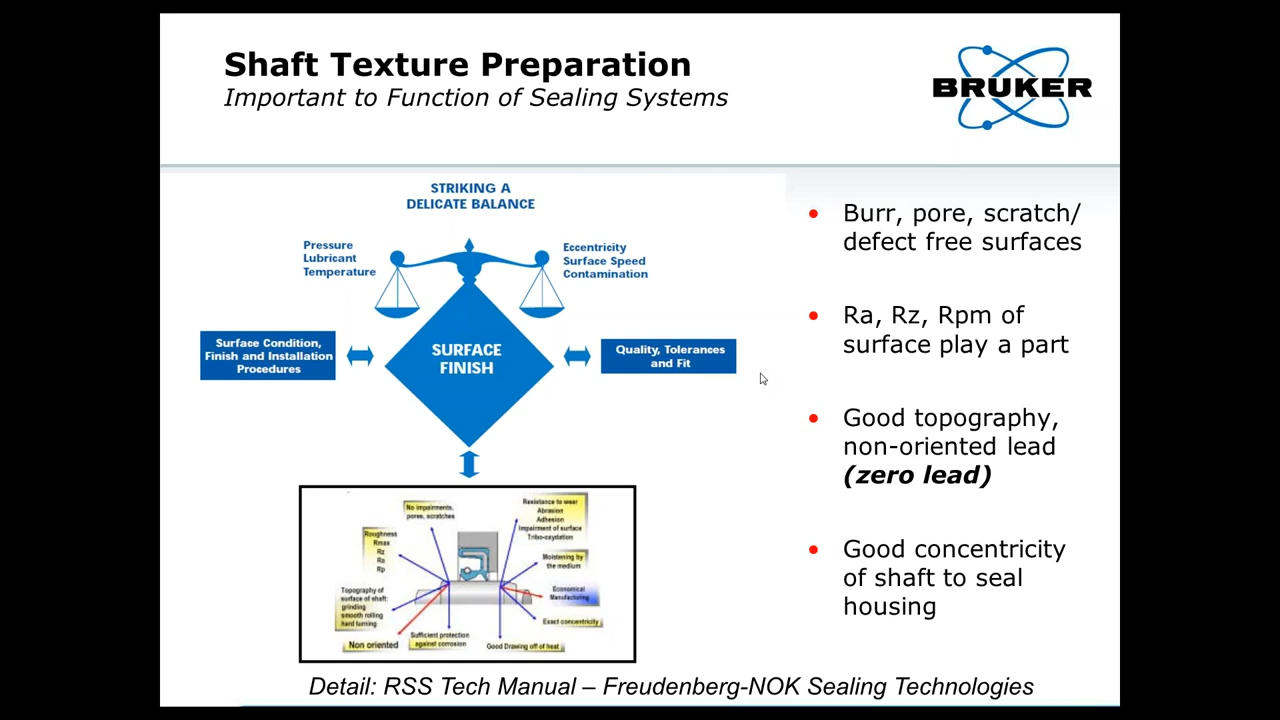 Shaft Texture Preparation
Important to Function of Sealing Systems
BRUKER
STRIKING A
DELICATE BALANCE
Pressure
Lubricant
Temperature
Eccentricity
Surface Speed
Contamination
Surface Condition,
Finish and Installation
Procedures
SURFACE
FINISH
Quality, Tolerances
and Fit
No impairments,
pores, scratches
Resistance to wear
Abrasion
Adhesion
Impairment of surface
Tribo-oxydation
Roughness
Rmax
Rz
Ra
Rp
Moistening by
the medium
Economical
Manufacturing
Topography of
surface of shaft:
grinding
smooth rolling
hard turning
Exact concentricity
Non oriented
Sufficient protection
against corrosion
Good Drawing off of heat
• Burr, pore, scratch/
defect free surfaces
• Ra, Rz, Rpm of
surface play a part
• Good topography,
non-oriented lead
(zero lead)
• Good concentricity
of shaft to seal
housing
Detail: RSS Tech Manual – Freudenberg-NOK Sealing Technologies